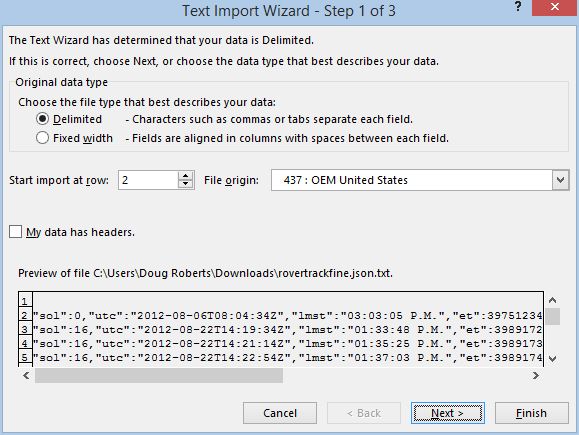 Text Import Wizard - Step 1 of 3
?
The Text Wizard has determined that your data is Delimited.
If this is correct, choose Next, or choose the data type that best describes your data.
Original data type
Choose the file type that best describes your data:
Delimited - Characters such as commas or tabs separate each field.
Fixed width - Fields are aligned in columns with spaces between each field.
Start import at row: 2 File origin: 437 : OEM United States
My data has headers.
Preview of file C:\Users\Doug Roberts\Downloads\rovertrackfine.json.txt.
1
2 "sol":0,"utc":"2012-08-06T08:04:34Z","lmst":"03:03:05 P.M.","et":39751234
3 "sol":16,"utc":"2012-08-22T14:19:34Z","lmst":"01:33:48 P.M.","et":3989172
4 "sol":16,"utc":"2012-08-22T14:21:14Z","lmst":"01:35:25 P.M.","et":3989173
5 "sol":16,"utc":"2012-08-22T14:22:54Z","lmst":"01:37:03 P.M.","et":3989174
Cancel < Back Next > Finish